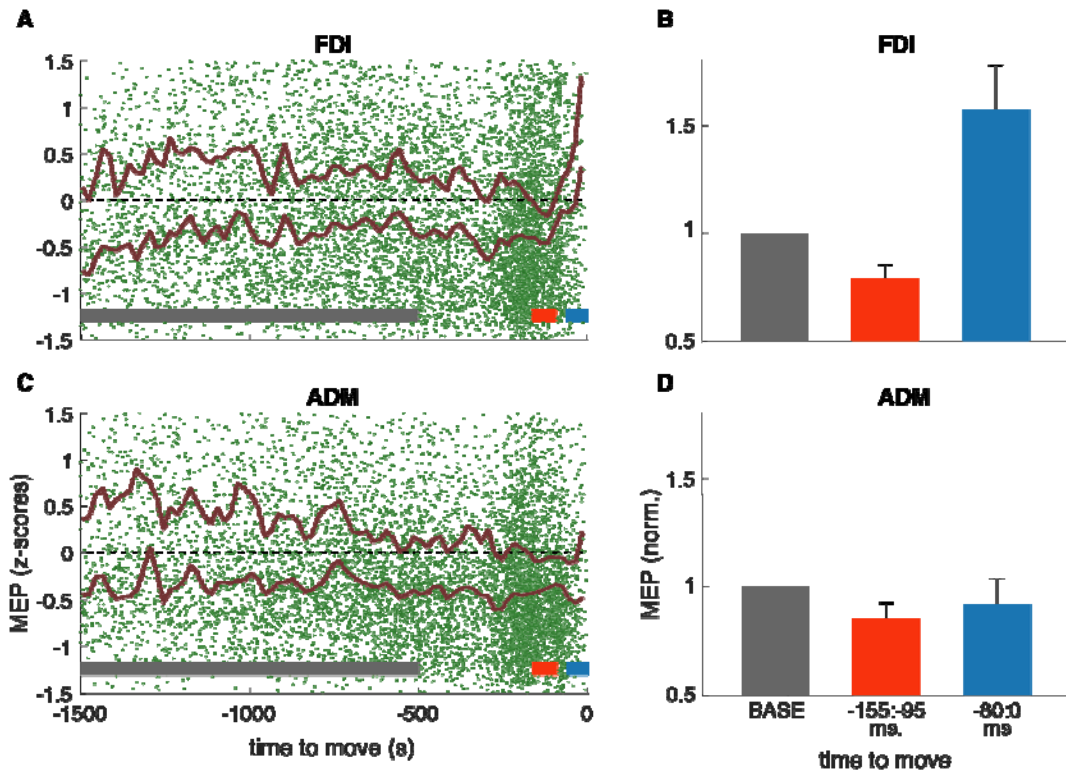 A
FDI
1.5
1
0.5
0
-0.5
-1
-1.5
B
FDI
1.5
1
0.5
C
ADM
MEP (z-scores)
1.5
1
0.5
0
-0.5
-1
-1.5
-1500
-1000
-500
0
time to move (s)
D
ADM
MEP (norm.)
1.5
1
0.5
BASE
-155:-95
ms.
-80:0
ms
time to move